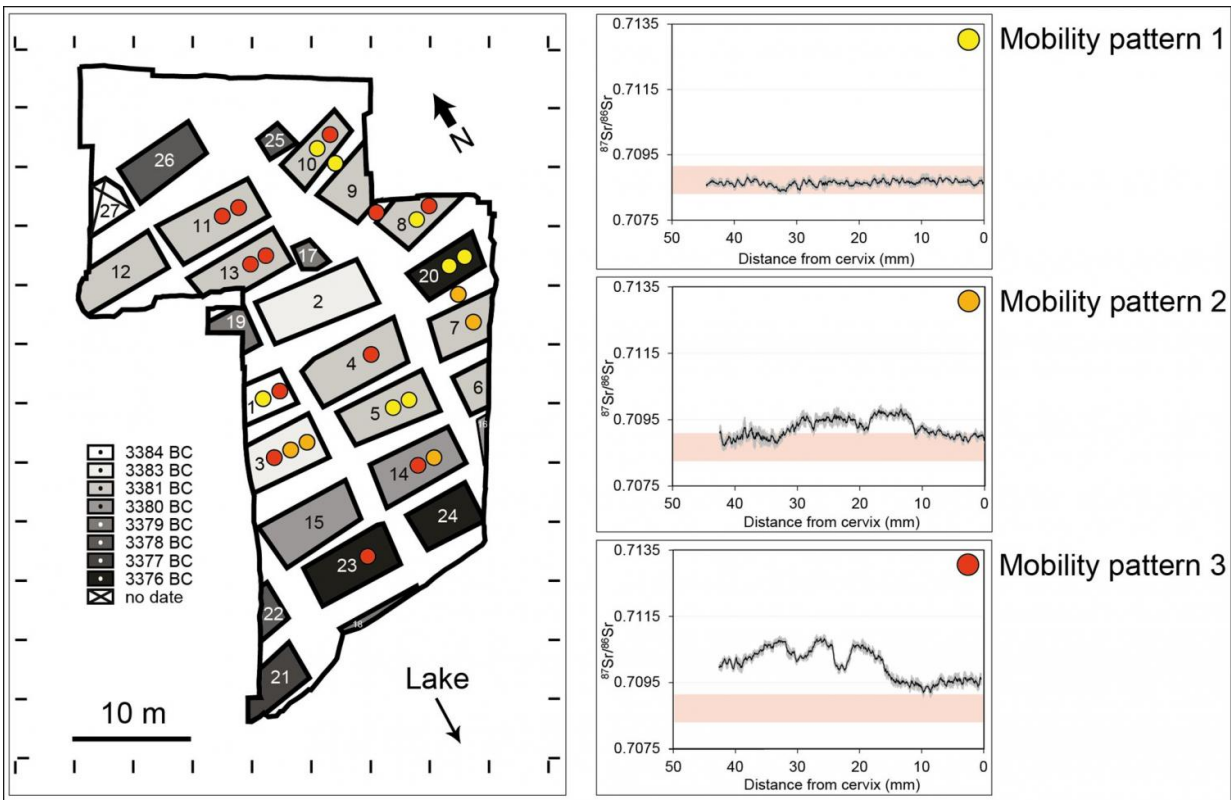 N
25
10
26
9
27
11
8
17
12
13
20
2
19
7
4
6
1
5
16
3
14
15
24
23
22
18
21
3384 BC
3383 BC
3381 BC
3380 BC
3379 BC
3378 BC
3377 BC
3376 BC
no date
10 m
Lake
Mobility pattern 1
87Sr/86Sr
0.7135
0.7115
0.7095
0.7075
50 40 30 20 10 0
Distance from cervix (mm)
Mobility pattern 2
87Sr/86Sr
0.7135
0.7115
0.7095
0.7075
50 40 30 20 10 0
Distance from cervix (mm)
Mobility pattern 3
87Sr/86Sr
0.7135
0.7115
0.7095
0.7075
50 40 30 20 10 0
Distance from cervix (mm)